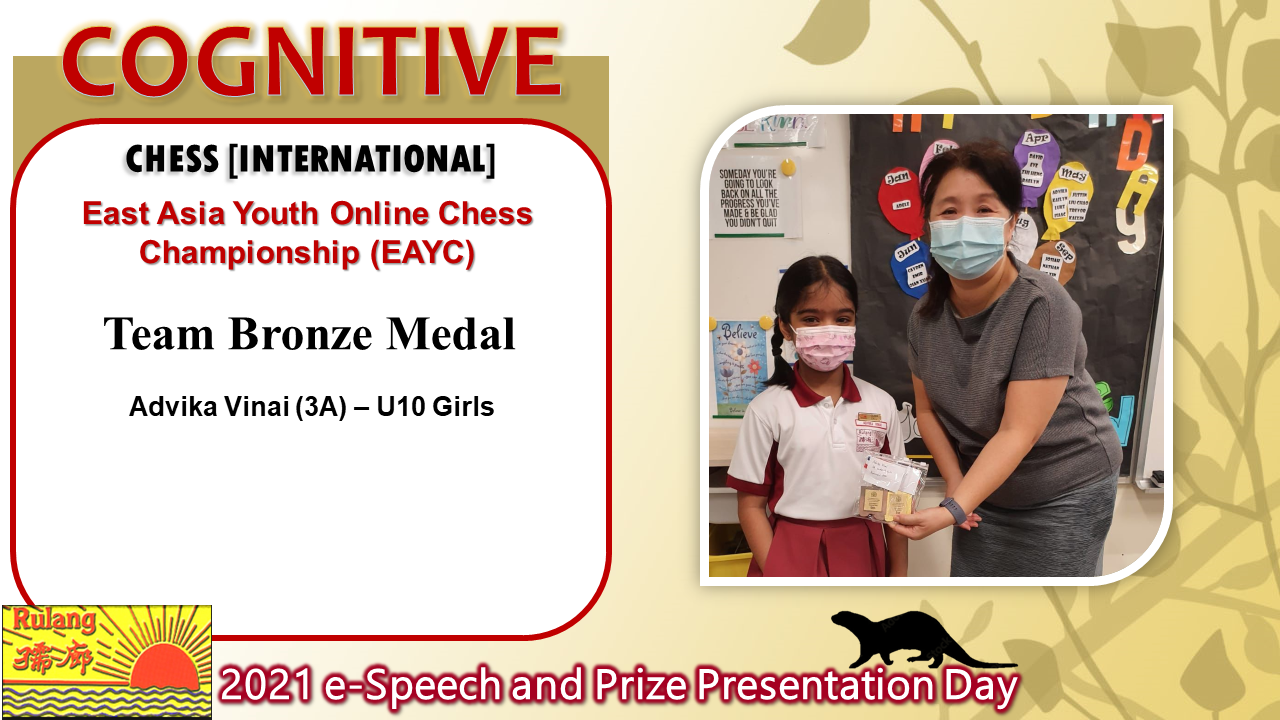 COGNITIVE
CHESS [INTERNATIONAL]
East Asia Youth Online Chess
Championship (EAYC)
Team Bronze Medal
Advika Vinai (3A) – U10 Girls
SOMEDAY YOU'RE
GOING TO LOOK
BACK ON ALL THE
PROGRESS YOU'VE
MADE & BE GLAD
YOU DIDN'T QUIT
Believe
Jan
Feb
Apr
May
Jun
Sep
DAY
Rulang
2021 e-Speech and Prize Presentation Day